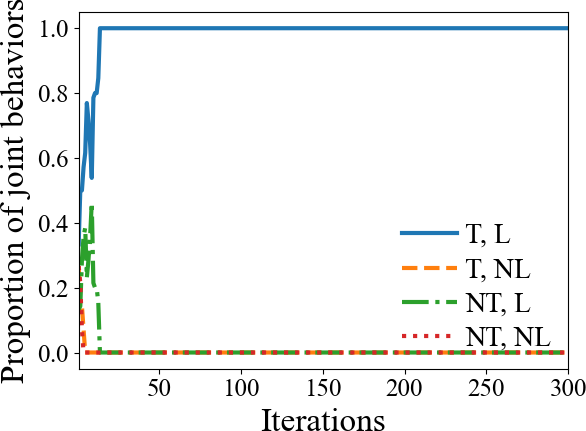 Proportion of joint behaviors
1.0
0.8
0.6
0.4
0.2
0.0
T, L
T, NL
NT, L
NT, NL
50
100
150
200
250
300
Iterations